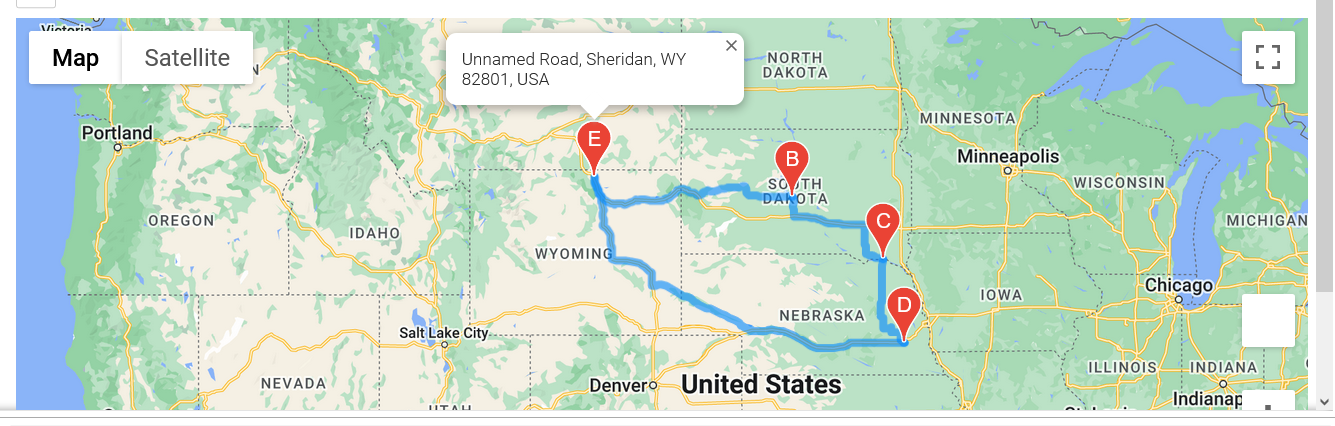 Victoria
Map
Satellite
N
Unnamed Road, Sheridan, WY
82801, USA
NORTH
DAKOTA
MINNESOTA
Portland
E
B
Minneapolis
SOUTH
DAKOTA
WISCONSIN
OREGON
IDAHO
C
MICHIGAN
WYOMING
D
Chicago
IOWA
NEBRASKA
Salt Lake City
ILLINOIS
INDIANA
NEVADA
Denver
United States
Indianap
UTAH